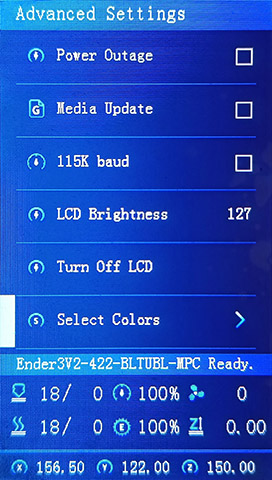 Advanced Settings
Power Outage
Media Update
115K baud
LCD Brightness 127
Turn Off LCD
Select Colors
Ender3V2-422-BLTUBL-MPC Ready.
18/ 0 100% 0
18/ 0 100% 0.00
X 156.50 Y 122.00 Z 150.00